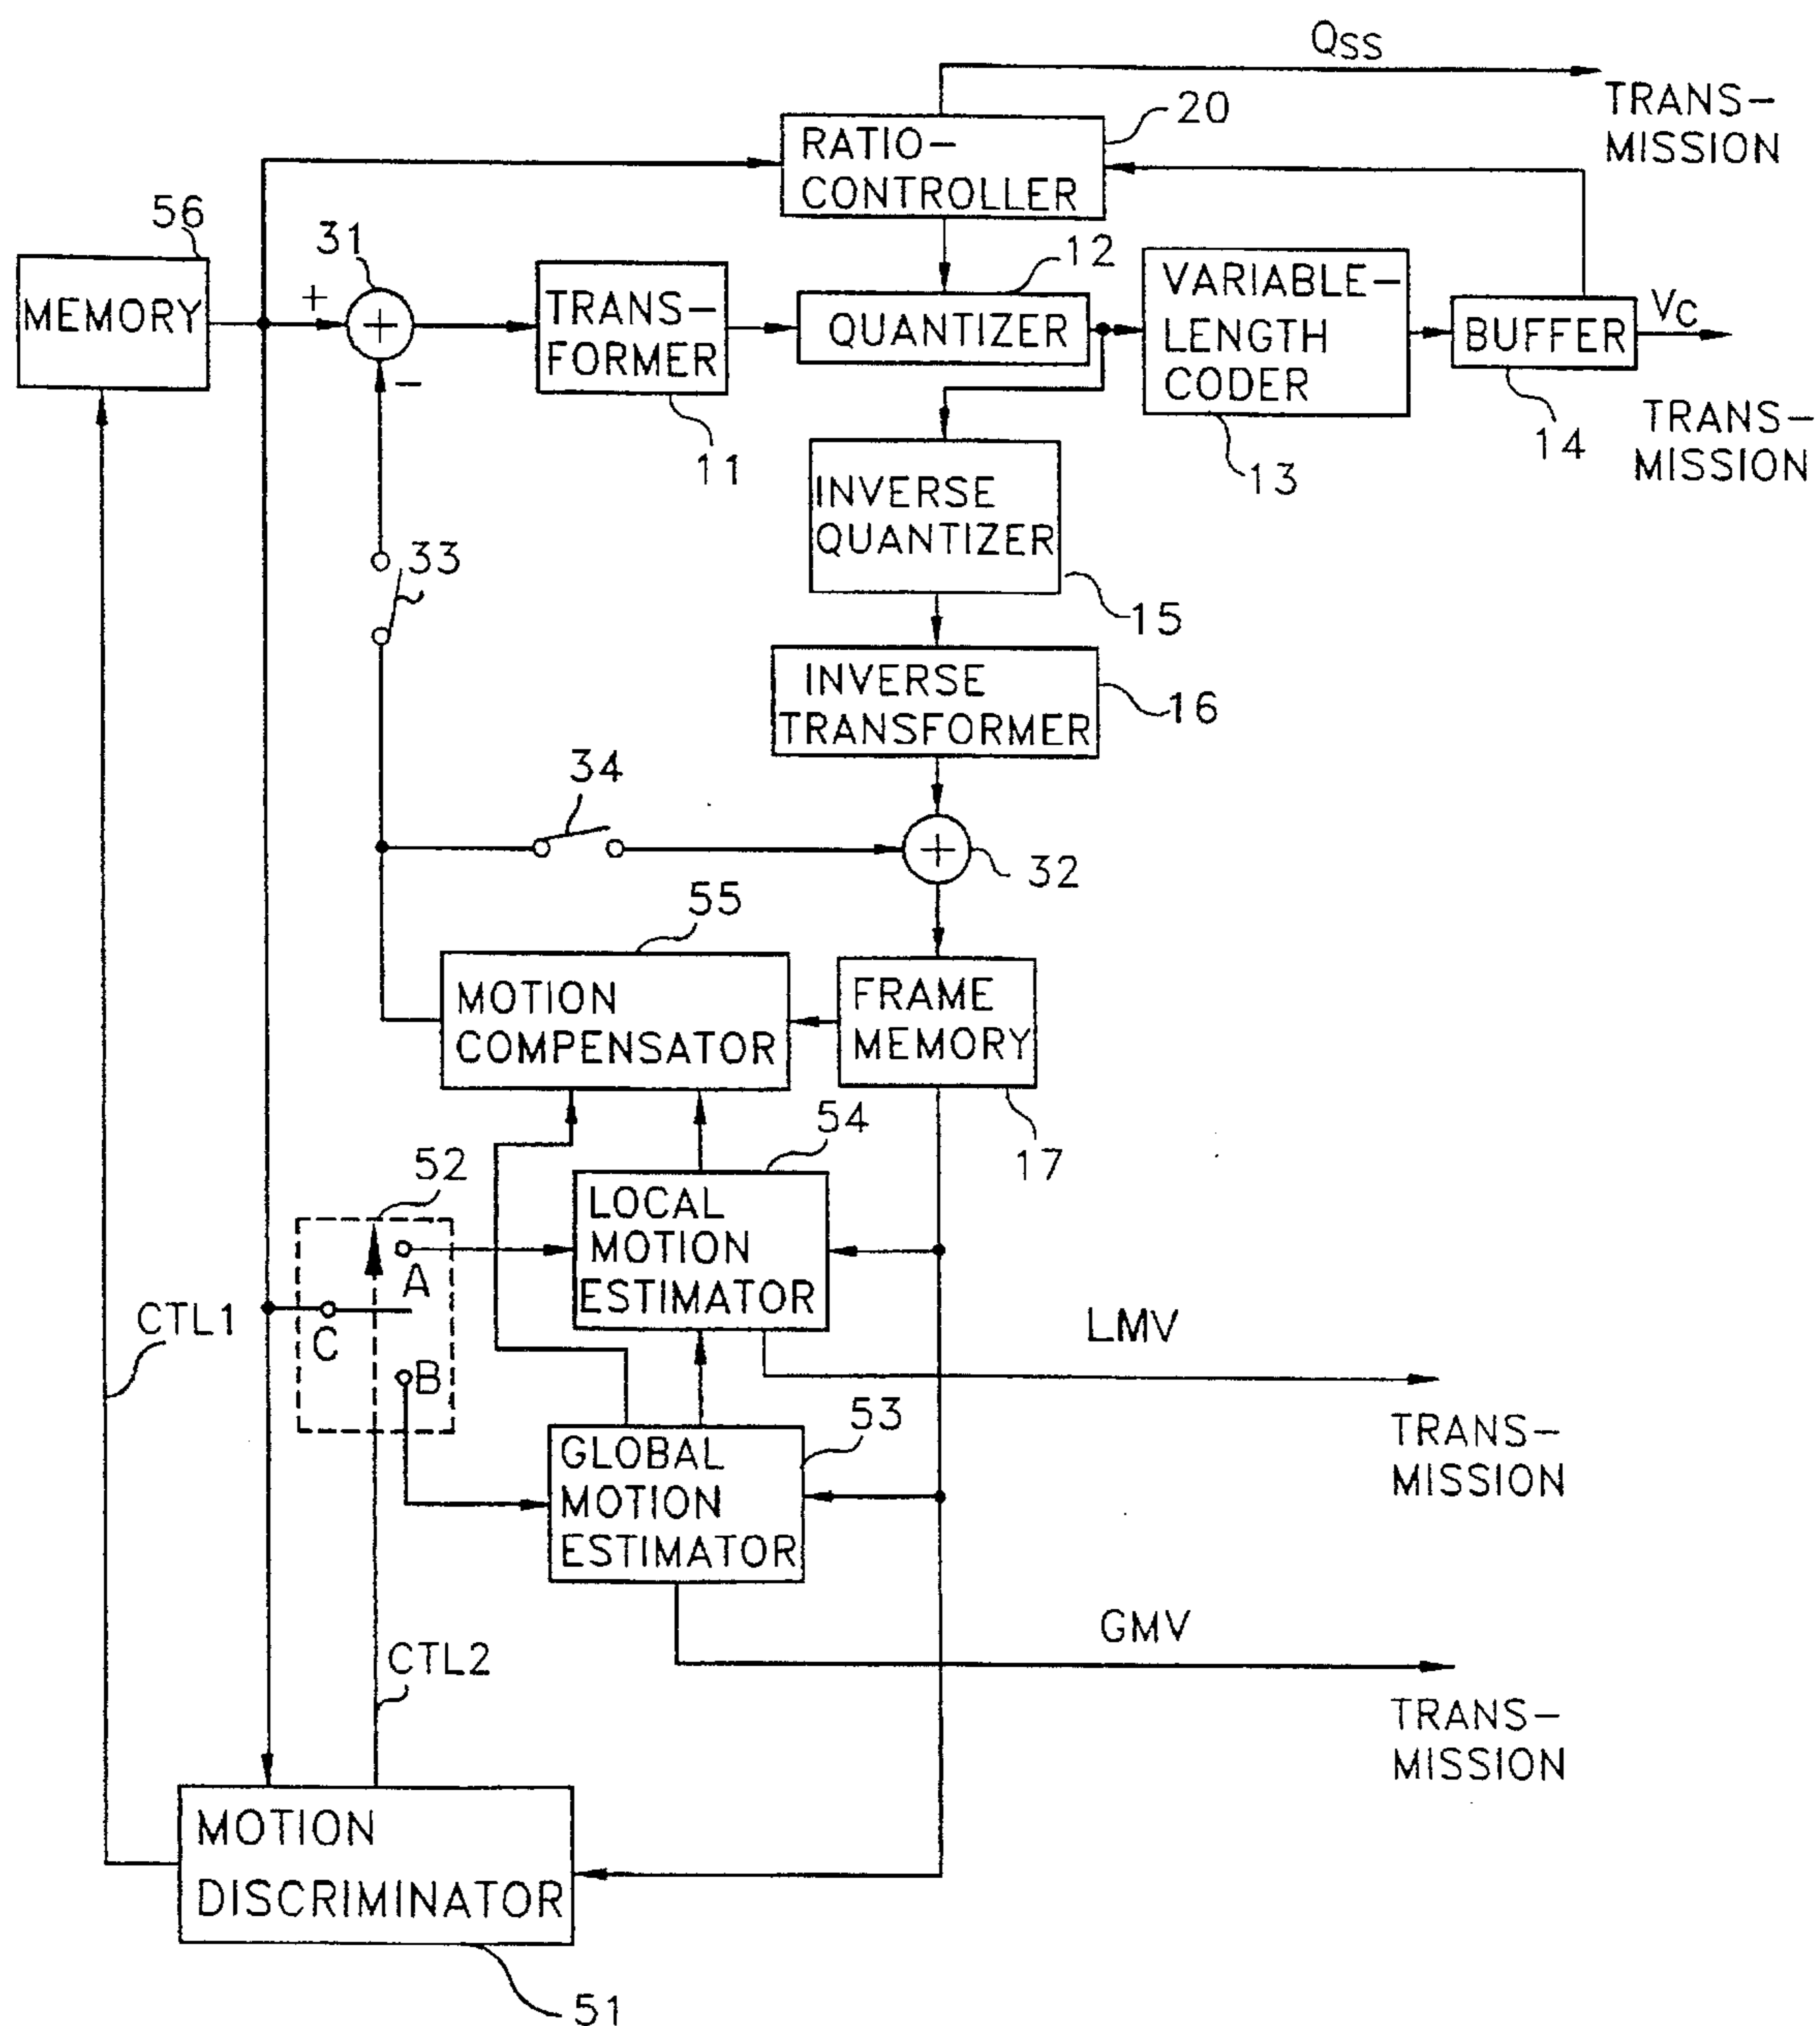 QSS
TRANS-
MISSION
20
RATIO-
CONTROLLER
56
31
12
MEMORY
+
+
−
TRANS-
FORMER
11
QUANTIZER
VARIABLE-
LENGTH
CODER
13
BUFFER
14
VC
TRANS-
MISSION
33
INVERSE
QUANTIZER
15
INVERSE
TRANSFORMER
16
34
+
32
55
MOTION
COMPENSATOR
FRAME
MEMORY
17
54
52
LOCAL
MOTION
ESTIMATOR
A
C
B
CTL1
LMV
TRANS-
MISSION
53
GLOBAL
MOTION
ESTIMATOR
GMV
TRANS-
MISSION
CTL2
MOTION
DISCRIMINATOR
51